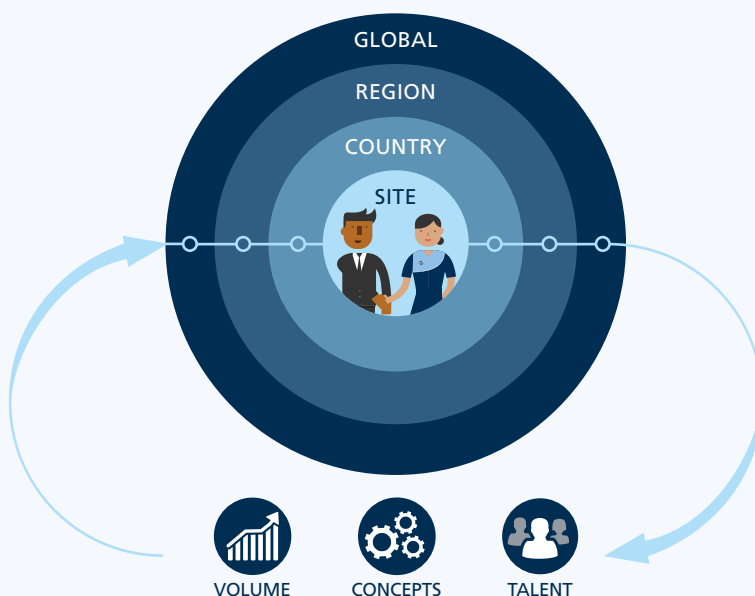 GLOBAL
REGION
COUNTRY
SITE
VOLUME CONCEPTS TALENT